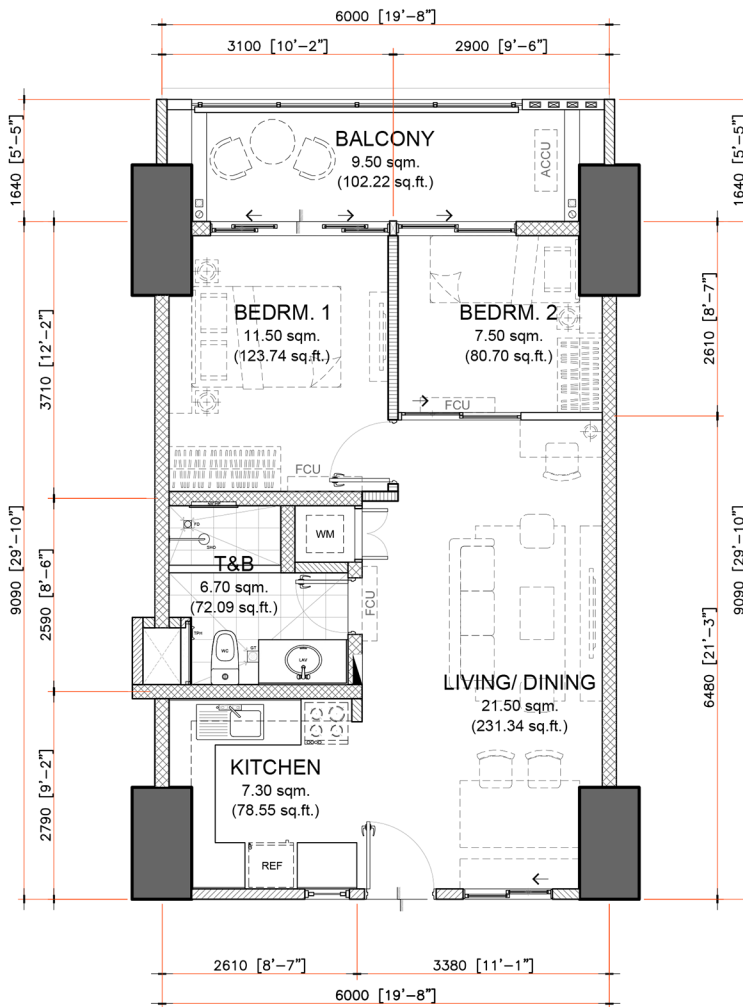 6000 [19'-8"]
3100 [10'-2"]
2900 [9'-6"]
1640 [5'-5"]
1640 [5'-5"]
BALCONY
9.50 sqm.
(102.22 sq.ft.)
ACCU
BEDRM. 1
11.50 sqm.
(123.74 sq.ft.)
BEDRM. 2
7.50 sqm.
(80.70 sq.ft.)
3710 [12'-2"]
2610 [8'-7"]
FCU
FCU
WM
FD
SHO
T&B
6.70 sqm.
(72.09 sq.ft.)
FCU
9090 [29'-10"]
2590 [8'-6"]
9090 [29'-10"]
6480 [21'-3"]
TPH
WC
LAV
LIVING/ DINING
21.50 sqm.
(231.34 sq.ft.)
KITCHEN
7.30 sqm.
(78.55 sq.ft.)
2790 [9'-2"]
REF
2610 [8'-7"]
3380 [11'-1"]
6000 [19'-8"]